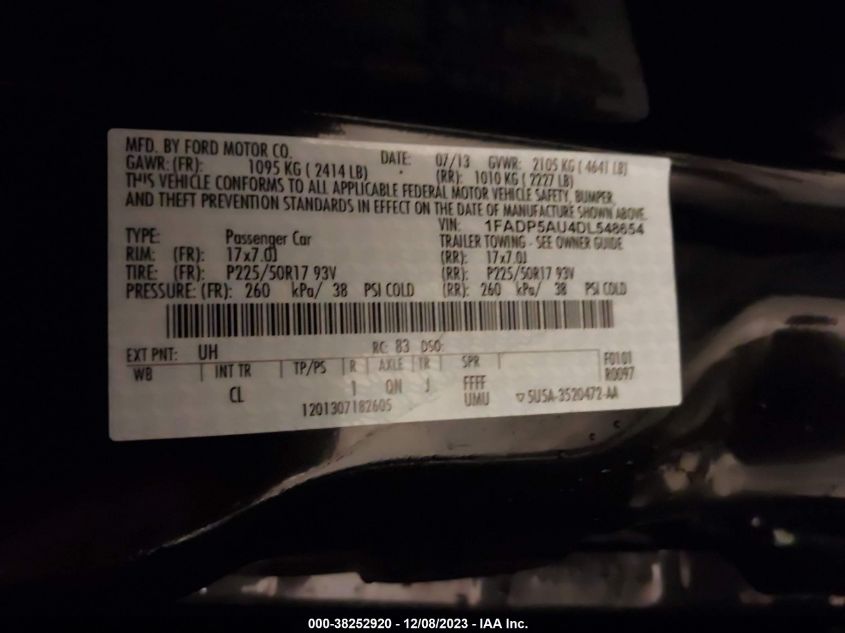 MFD. BY FORD MOTOR CO. DATE: 07/13 GVWR: 2105 KG ( 4641 LB)
GAWR: (FR): 1095 KG ( 2414 LB) (RR): 1010 KG ( 2227 LB)
THIS VEHICLE CONFORMS TO ALL APPLICABLE FEDERAL MOTOR VEHICLE SAFETY, BUMPER,
AND THEFT PREVENTION STANDARDS IN EFFECT ON THE DATE OF MANUFACTURE SHOWN ABOVE.
VIN: 1FADP5AU4DL548654
TYPE: Passenger Car TRAILER TOWING - SEE OWNER GUIDE
RIM: (FR): 17x7.0J (RR): 17x7.0J
TIRE: (FR): P225/50R17 93V (RR): P225/50R17 93V
PRESSURE: (FR): 260 kPa/ 38 PSI COLD (RR): 260 kPa/ 38 PSI COLD
EXT PNT: UH RC: 83 DSO: F0101
WB INT TR TP/PS R AXLE TR SPR R0097
CL 1 QN J FFFF
1201307182605 UMU ▽ 5U5A-3520472-AA
000-38252920 - 12/08/2023 - IAA Inc.